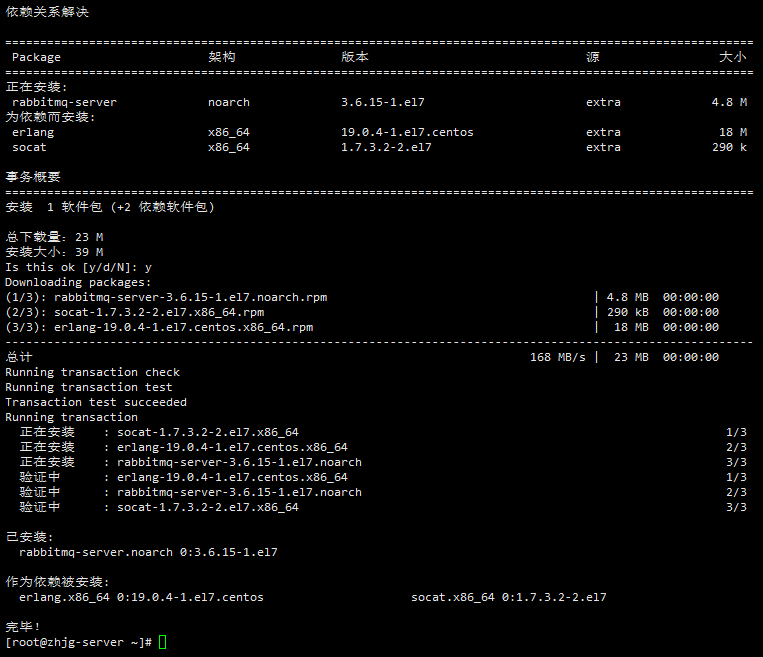 依赖关系解决
================================================================================
Package 架构 版本 源 大小
================================================================================
正在安装:
rabbitmq-server noarch 3.6.15-1.el7 extra 4.8 M
为依赖而安装:
erlang x86_64 19.0.4-1.el7.centos extra 18 M
socat x86_64 1.7.3.2-2.el7 extra 290 k
事务概要
================================================================================
安装 1 软件包 (+2 依赖软件包)
总下载量：23 M
安装大小：39 M
Is this ok [y/d/N]: y
Downloading packages:
(1/3): rabbitmq-server-3.6.15-1.el7.noarch.rpm | 4.8 MB 00:00:00
(2/3): socat-1.7.3.2-2.el7.x86_64.rpm | 290 kB 00:00:00
(3/3): erlang-19.0.4-1.el7.centos.x86_64.rpm | 18 MB 00:00:00
--------------------------------------------------------------------------------
总计 168 MB/s | 23 MB 00:00:00
Running transaction check
Running transaction test
Transaction test succeeded
Running transaction
正在安装 : socat-1.7.3.2-2.el7.x86_64 1/3
正在安装 : erlang-19.0.4-1.el7.centos.x86_64 2/3
正在安装 : rabbitmq-server-3.6.15-1.el7.noarch 3/3
验证中 : erlang-19.0.4-1.el7.centos.x86_64 1/3
验证中 : rabbitmq-server-3.6.15-1.el7.noarch 2/3
验证中 : socat-1.7.3.2-2.el7.x86_64 3/3
已安装:
rabbitmq-server.noarch 0:3.6.15-1.el7
作为依赖被安装:
erlang.x86_64 0:19.0.4-1.el7.centos socat.x86_64 0:1.7.3.2-2.el7
完毕！
[root@zhjg-server ~]#